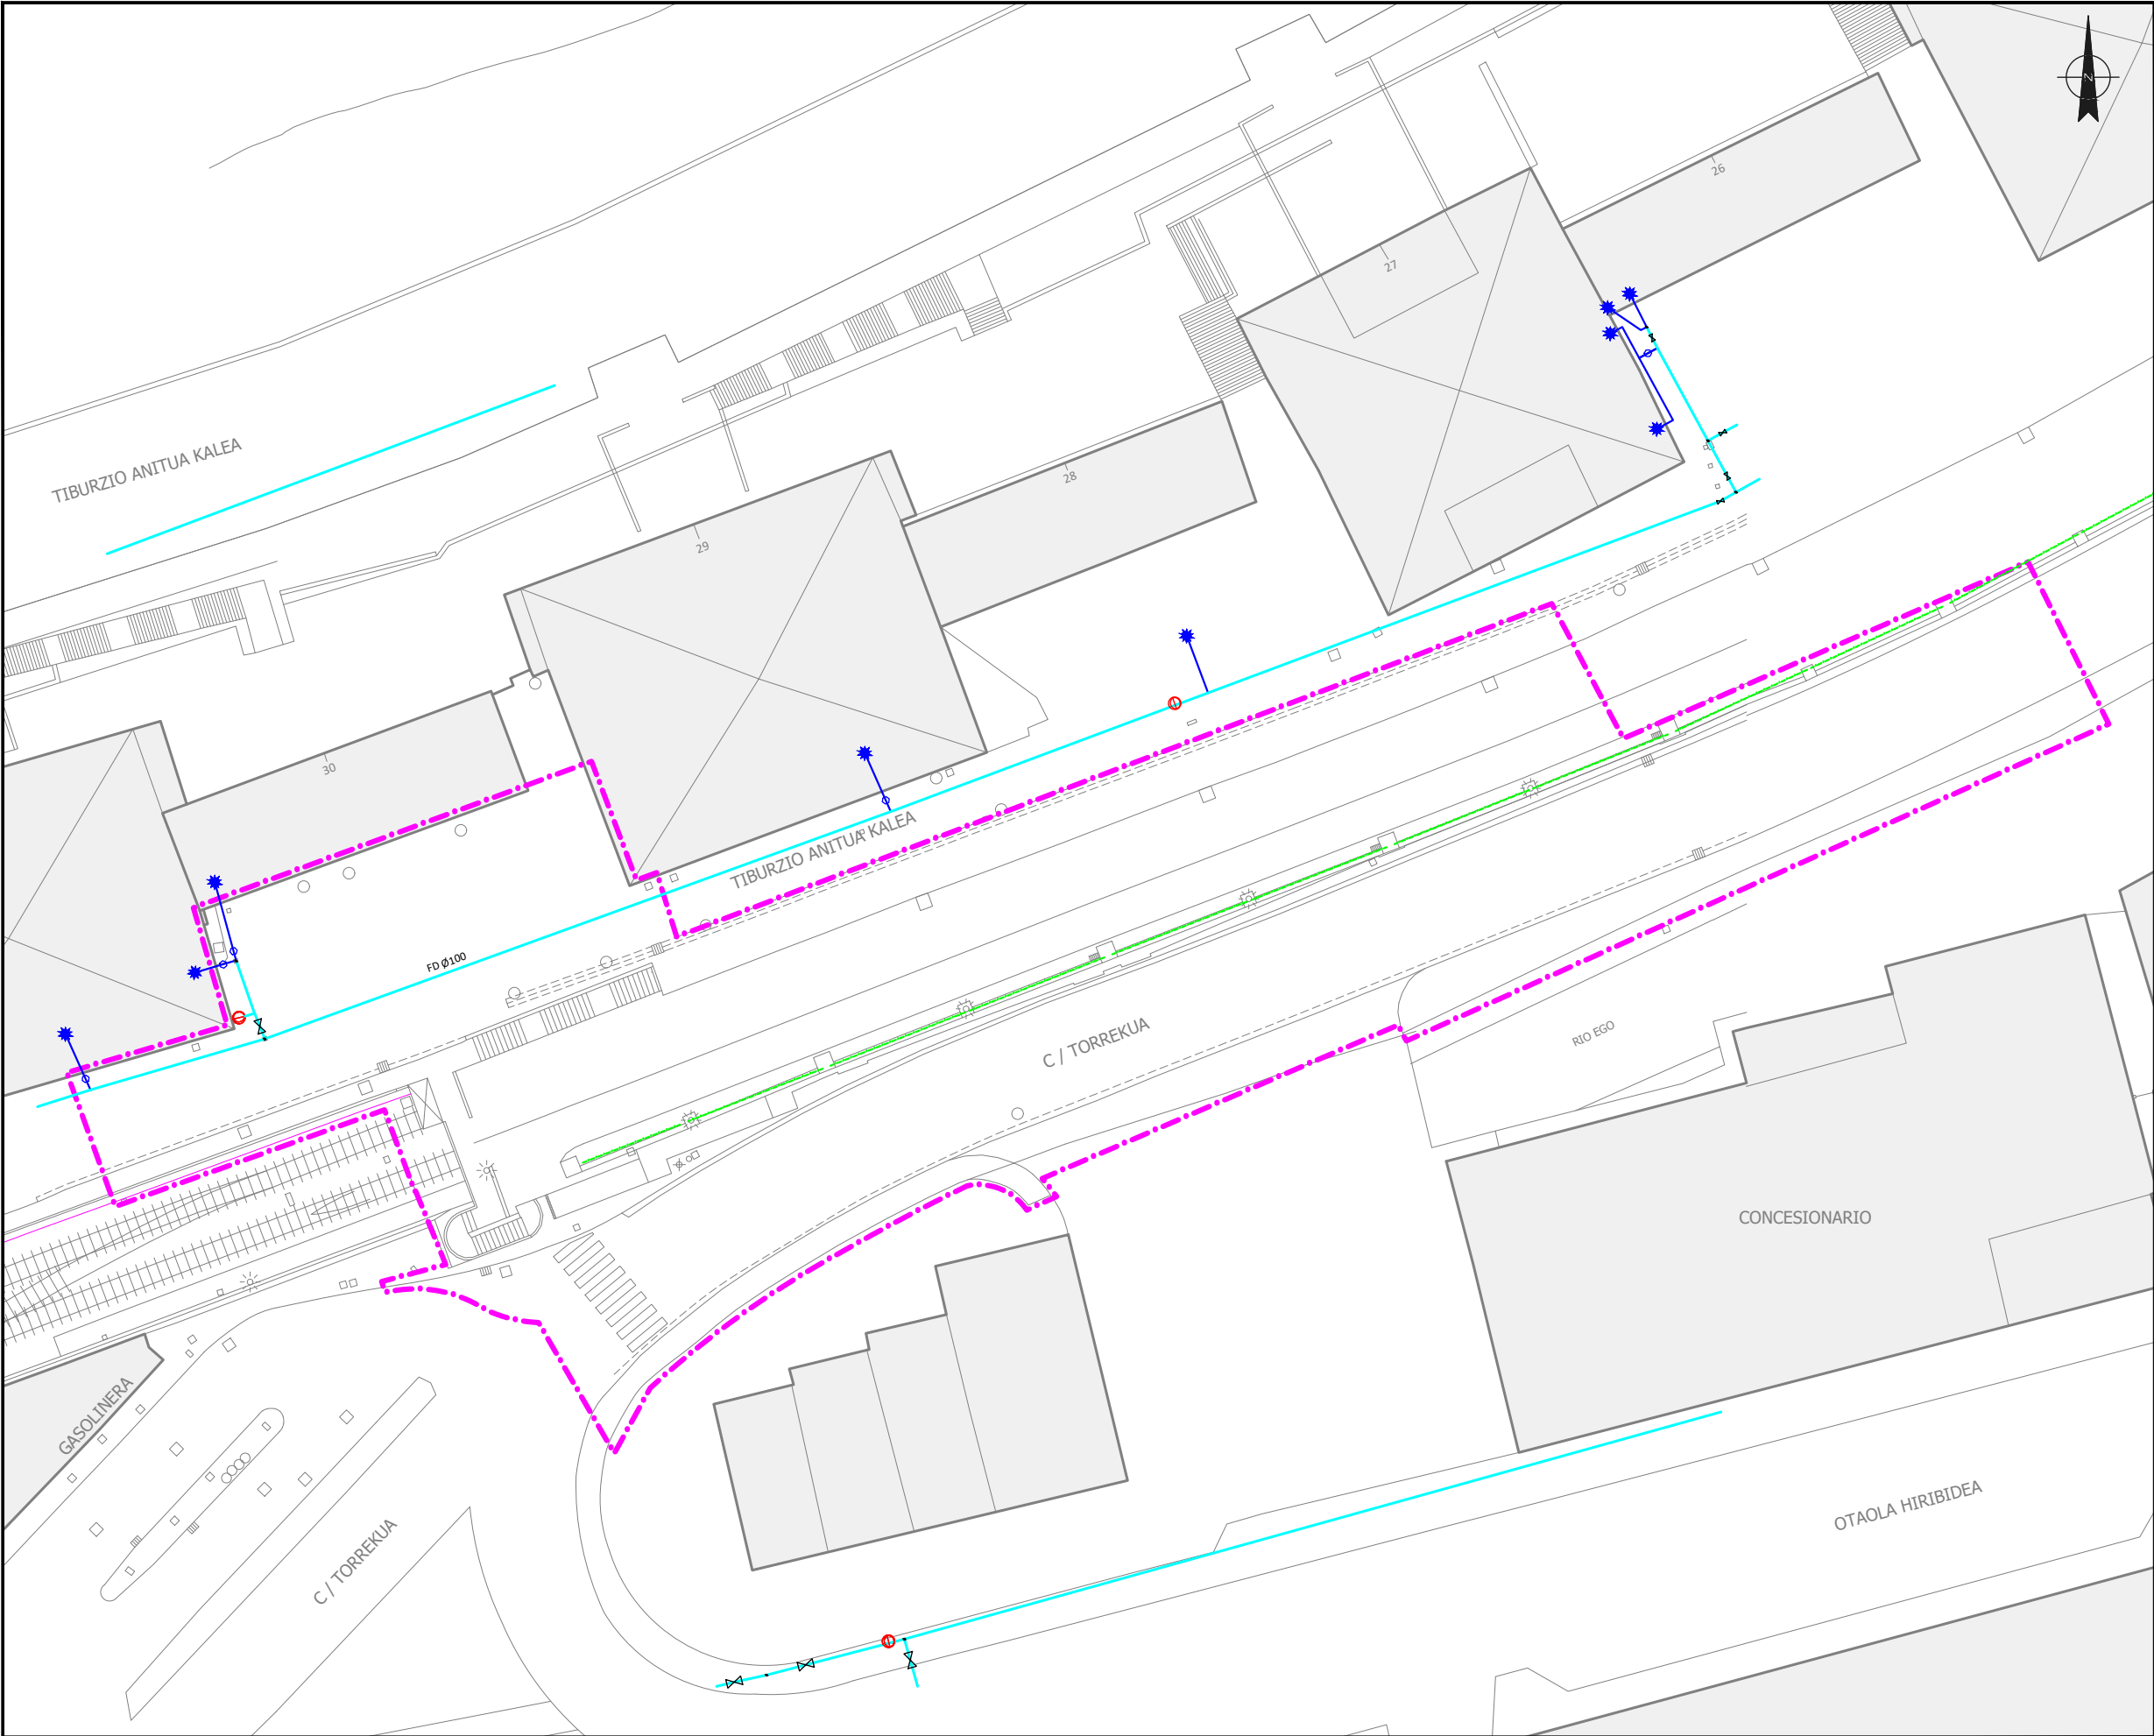 N
26
27
TIBURZIO ANITUA KALEA
28
29
30
TIBURZIO ANITUA KALEA
FD Ø100
C / TORREKUA
RIO EGO
CONCESIONARIO
GASOLINERA
C / TORREKUA
OTAOLA HIRIBIDEA